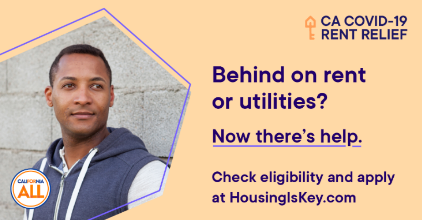 CA COVID-19
RENT RELIEF
Behind on rent
or utilities?
Now there's help.
Check eligibility and apply
at HousingIsKey.com
CALIFORNIA
ALL